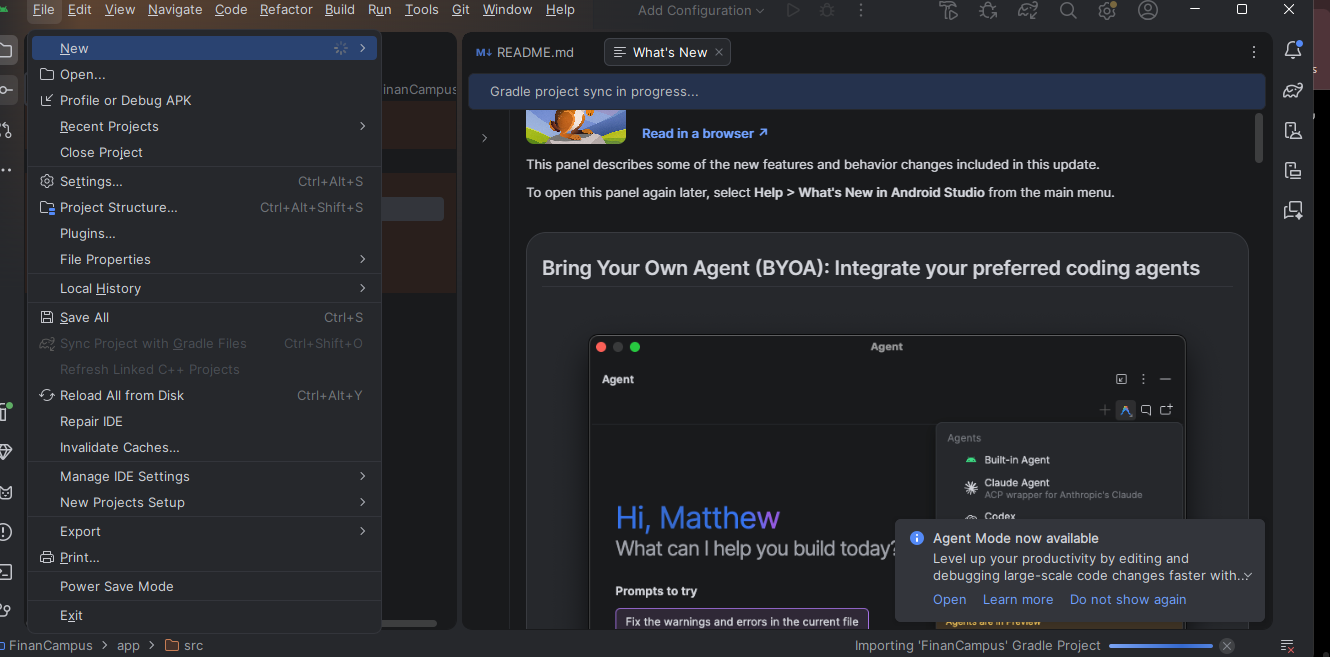 File Edit View Navigate Code Refactor Build Run Tools Git Window Help Add Configuration
New
Open...
Profile or Debug APK
Recent Projects
Close Project
Settings... Ctrl+Alt+S
Project Structure... Ctrl+Alt+Shift+S
Plugins...
File Properties
Local History
Save All Ctrl+S
Sync Project with Gradle Files Ctrl+Shift+O
Refresh Linked C++ Projects
Reload All from Disk Ctrl+Alt+Y
Repair IDE
Invalidate Caches...
Manage IDE Settings
New Projects Setup
Export
Print...
Power Save Mode
Exit
inanCampus
README.md What's New
Gradle project sync in progress...
Read in a browser ↗
This panel describes some of the new features and behavior changes included in this update.
To open this panel again later, select Help > What's New in Android Studio from the main menu.
Bring Your Own Agent (BYOA): Integrate your preferred coding agents
Agent
Agent
Agents
Built-in Agent
Claude Agent
ACP wrapper for Anthropic's Claude
Codex
Hi, Matthew
What can I help you build today?
Prompts to try
Fix the warnings and errors in the current file
Agent Mode now available
Level up your productivity by editing and
debugging large-scale code changes faster with...
Open Learn more Do not show again
Agents are in Preview
FinanCampus > app > src
Importing 'FinanCampus' Gradle Project